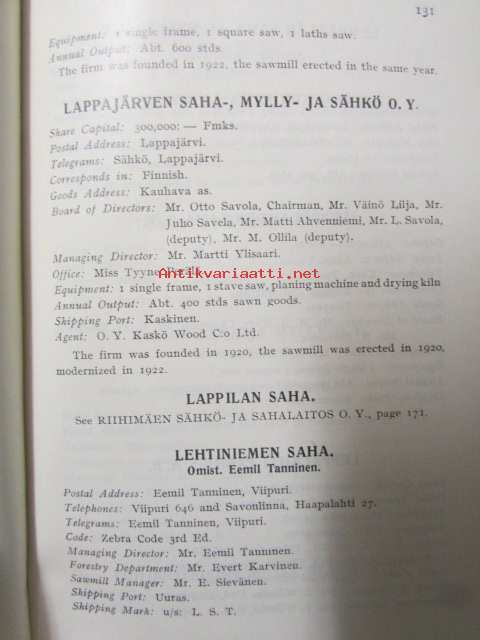 131
Equipment: 1 single frame, 1 square saw, 1 laths saw.
Annual Output: Abt. 600 stds.
The firm was founded in 1922, the sawmill erected in the same year.
LAPPAJÄRVEN SAHA-, MYLLY- JA SÄHKÖ O. Y.
Share Capital: 300,000: — Fmks.
Postal Address: Lappajärvi.
Telegrams: Sähkö, Lappajärvi.
Corresponds in: Finnish.
Goods Address: Kauhava as.
Board of Directors: Mr. Otto Savola, Chairman, Mr. Väinö Lilja, Mr.
Juho Savela, Mr. Matti Ahvenniemi, Mr. L. Savola,
(deputy), Mr. M. Ollila (deputy).
Managing Director: Mr. Martti Ylisaari.
Office: Miss Tyyne
Antikvariaatti.net
Equipment: 1 single frame, 1 stave saw, planing machine and drying kiln
Annual Output: Abt. 400 stds sawn goods.
Shipping Port: Kaskinen.
Agent: O. Y. Kaskö Wood C:o Ltd.
The firm was founded in 1920, the sawmill was erected in 1920,
modernized in 1922.
LAPPILAN SAHA.
See RIIHIMÄEN SÄHKÖ- JA SAHALAITOS O. Y., page 171.
LEHTINIEMEN SAHA.
Omist. Eemil Tanninen.
Postal Address: Eemil Tanninen, Viipuri.
Telephones: Viipuri 646 and Savonlinna, Haapalahti 27.
Telegrams: Eemil Tanninen, Viipuri.
Code: Zebra Code 3rd Ed.
Managing Director: Mr. Eemil Tanninen.
Forestry Department: Mr. Evert Karvinen.
Sawmill Manager: Mr. E. Sievänen.
Shipping Port: Uuras.
Shipping Mark: u/s: L. S. T.